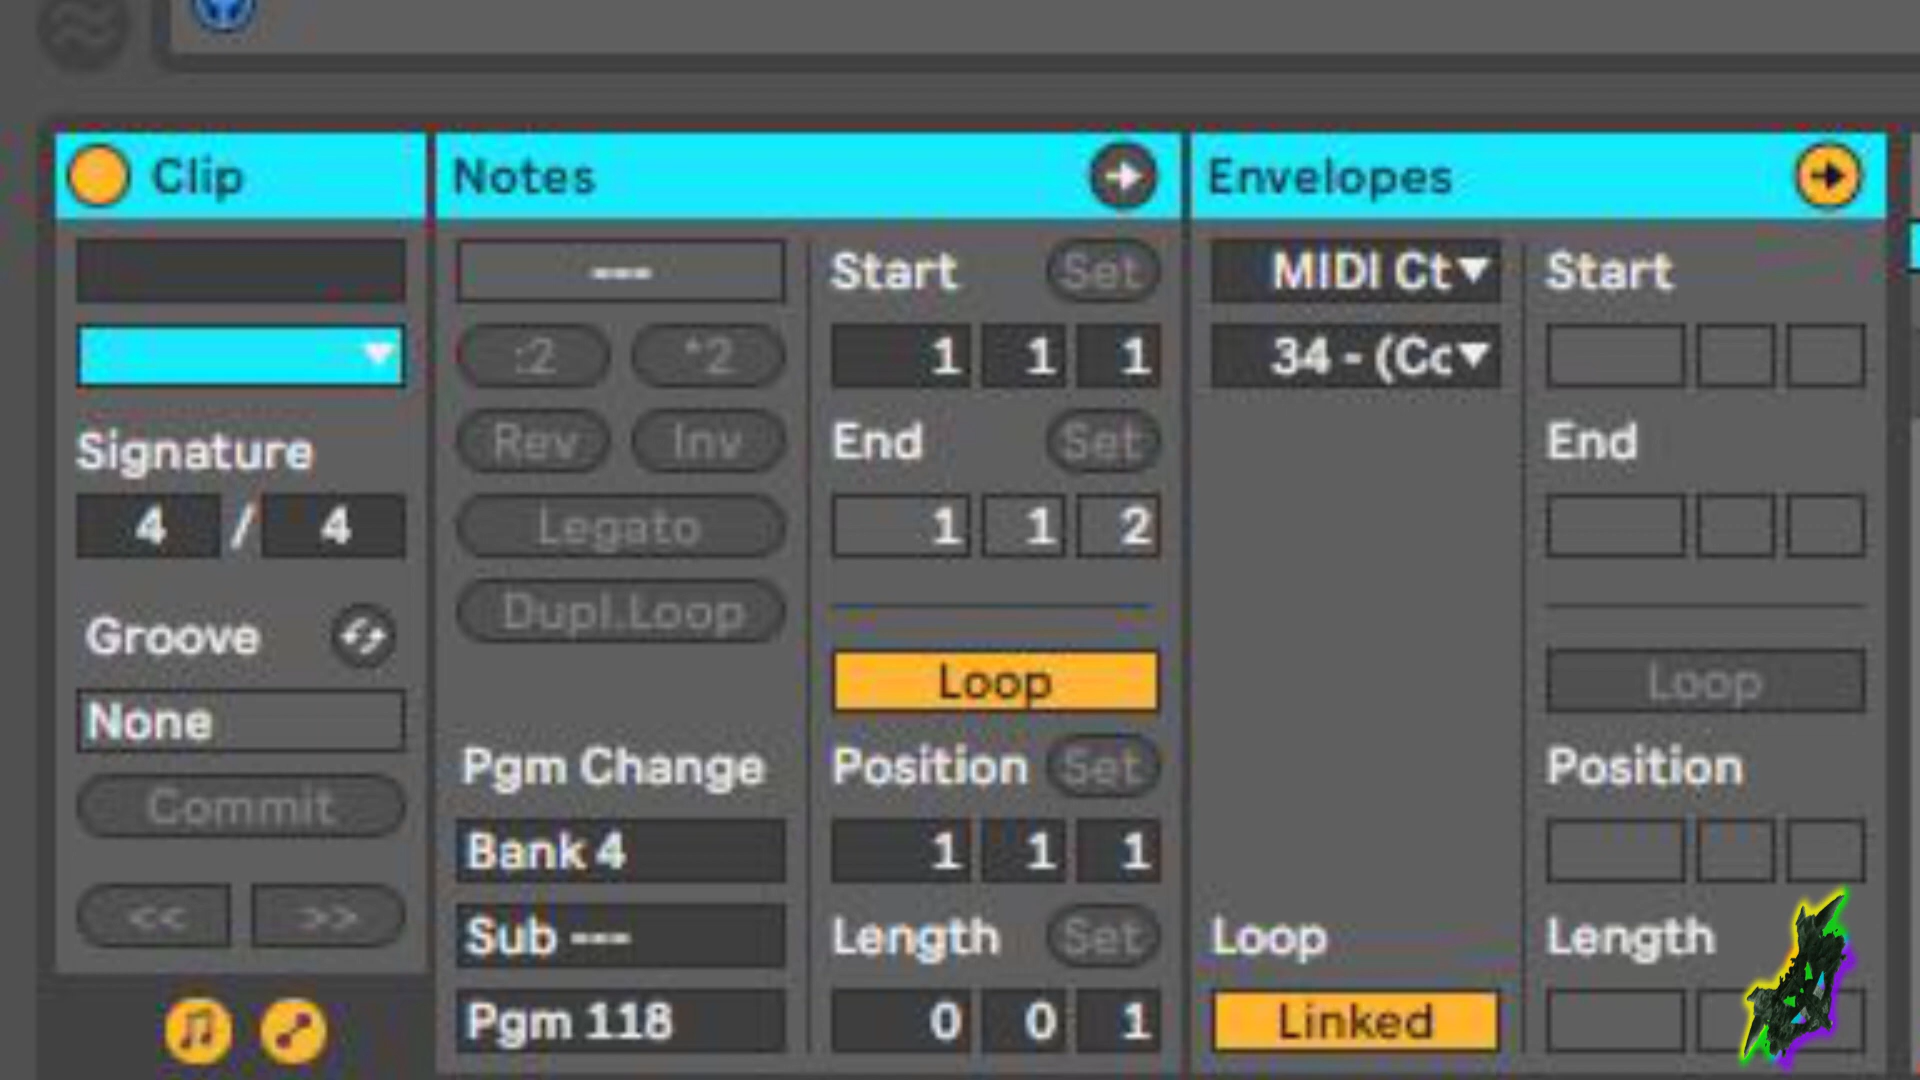 Clip
Signature
4 / 4
Groove
None
Commit
<< >>
Notes
---
:2 *2
Rev Inv
Legato
Dupl.Loop
Pgm Change
Bank 4
Sub ---
Pgm 118
Start Set
1 1 1
End Set
1 1 2
Loop
Position Set
1 1 1
Length Set
0 0 1
Envelopes
MIDI Ct
34 - (Cc
Loop
Linked
Start
End
Loop
Position
Length